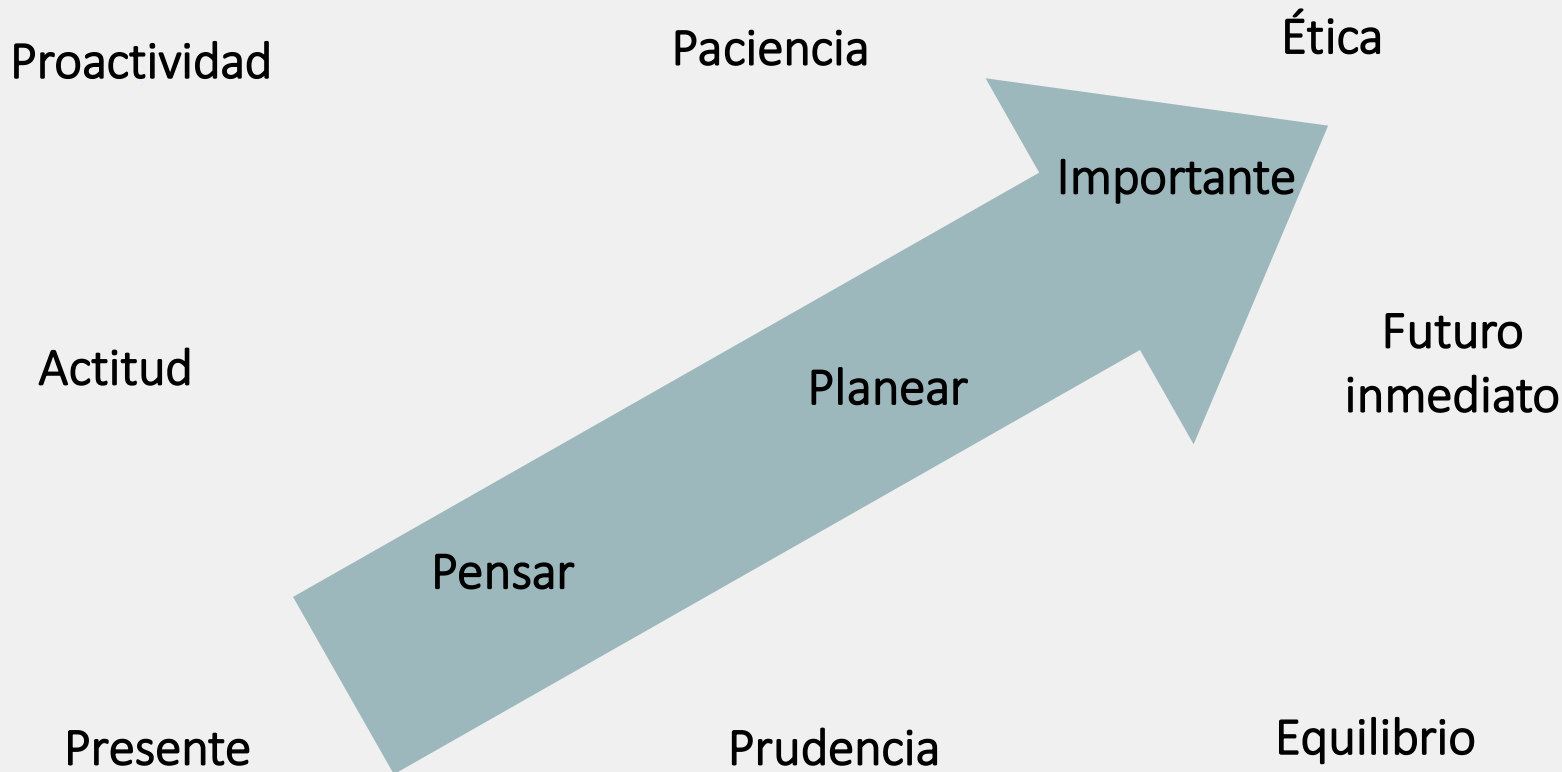 Proactividad
Paciencia
Ética
Importante
Actitud
Planear
Futuro
inmediato
Pensar
Presente
Prudencia
Equilibrio